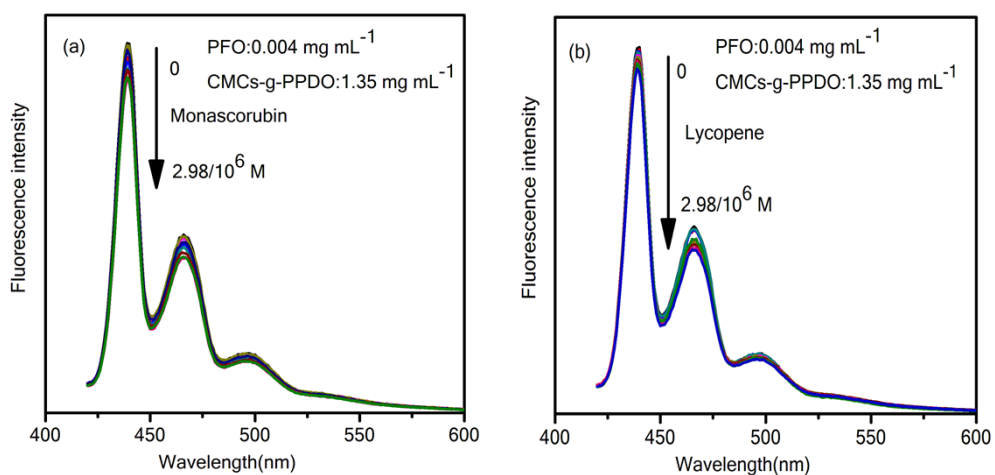 (a)
PFO:0.004 mg mL⁻¹
0
CMCs-g-PPDO:1.35 mg mL⁻¹
Monascorubin
2.98/10⁶ M
Fluorescence intensity
400 450 500 550 600
Wavelength(nm)
(b)
PFO:0.004 mg mL⁻¹
0
CMCs-g-PPDO:1.35 mg mL⁻¹
Lycopene
2.98/10⁶ M
Fluorescence intensity
400 450 500 550 600
Wavelength(nm)